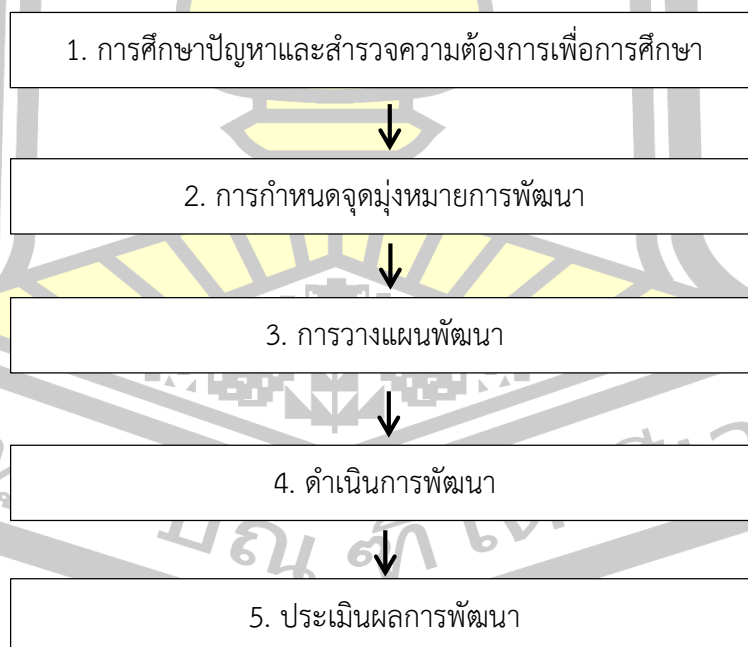 1. การศึกษาปัญหาและสำรวจความต้องการเพื่อการศึกษา
2. การกำหนดจุดมุ่งหมายการพัฒนา
3. การวางแผนพัฒนา
4. ดำเนินการพัฒนา
5. ประเมินผลการพัฒนา